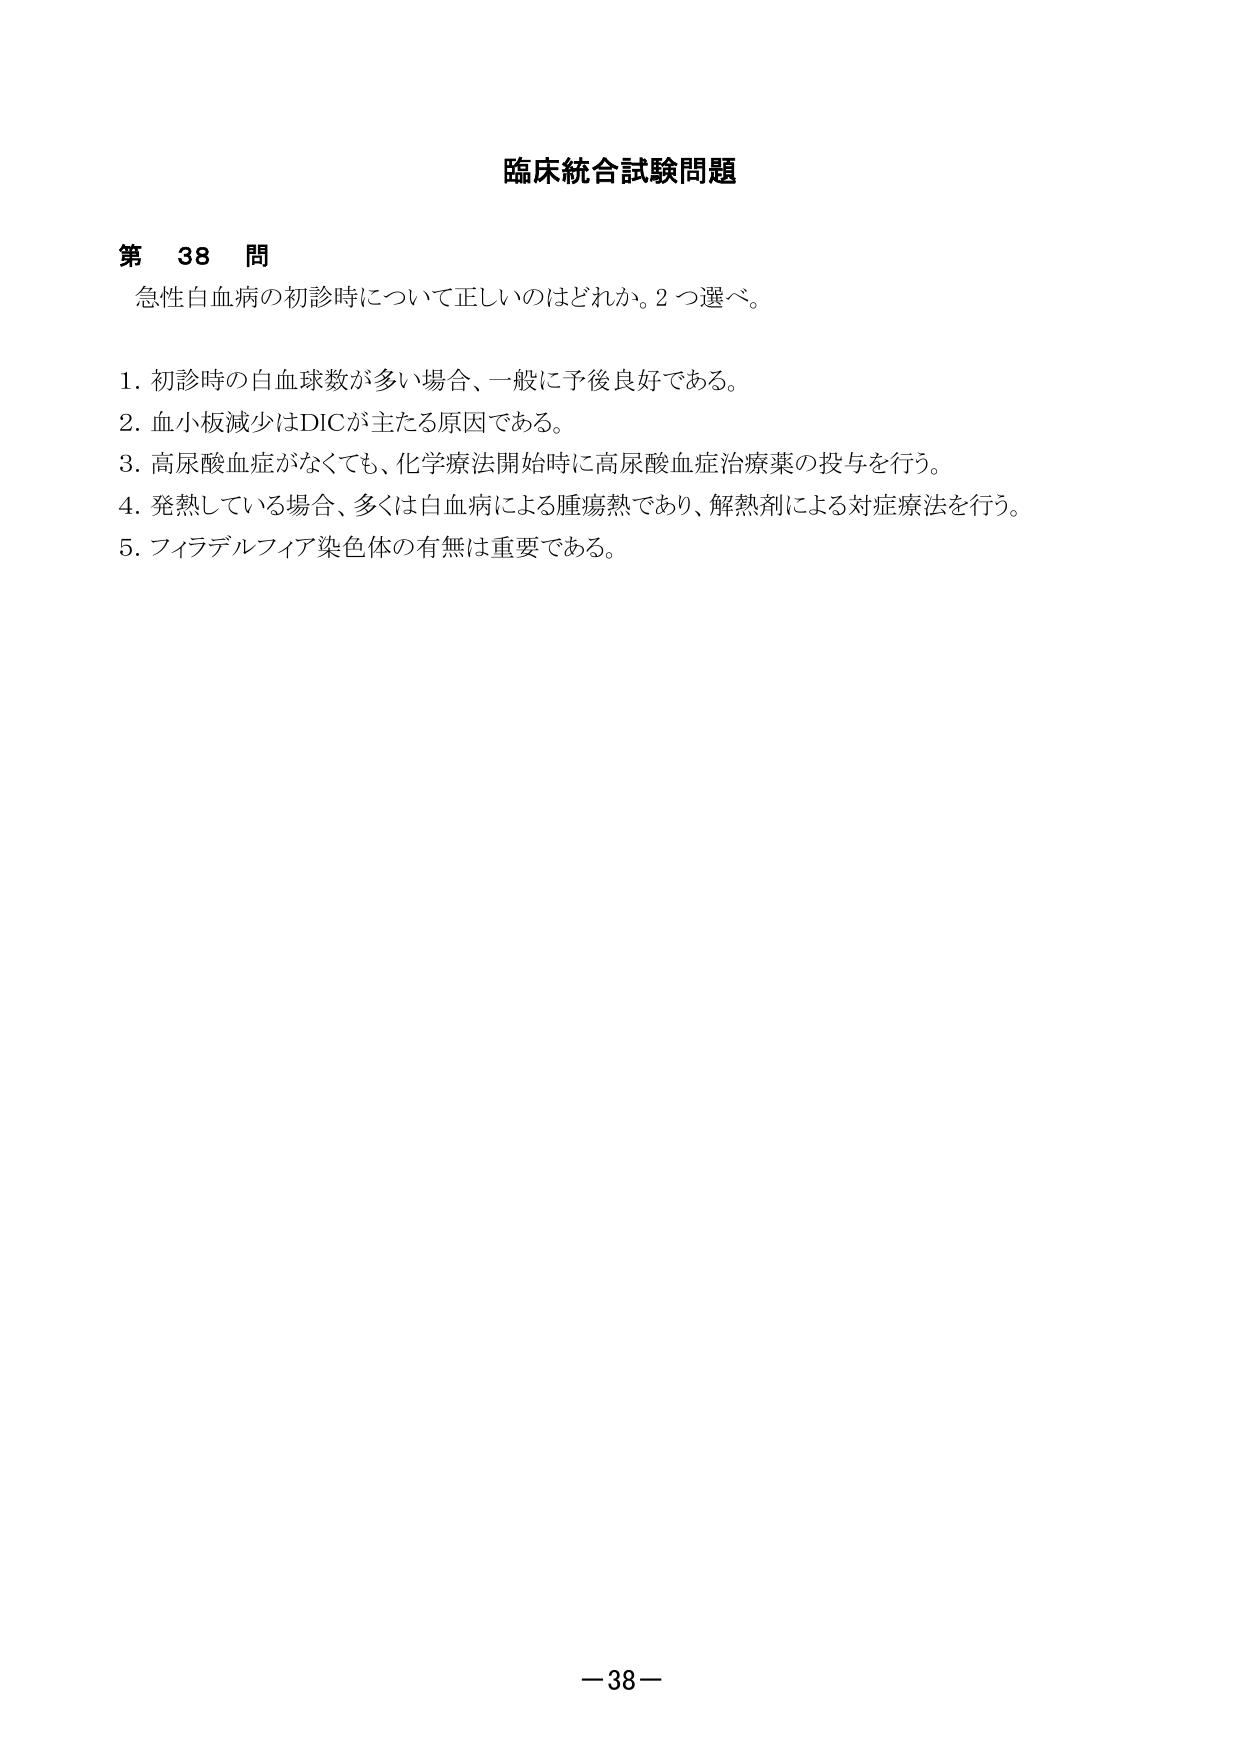 臨床統合試験問題
第　38　問
急性白血病の初診時について正しいのはどれか。2 つ選べ。
1. 初診時の白血球数が多い場合、一般に予後良好である。
2. 血小板減少はDICが主たる原因である。
3. 高尿酸血症がなくても、化学療法開始時に高尿酸血症治療薬の投与を行う。
4. 発熱している場合、多くは白血病による腫瘍熱であり、解熱剤による対症療法を行う。
5. フィラデルフィア染色体の有無は重要である。
―38―